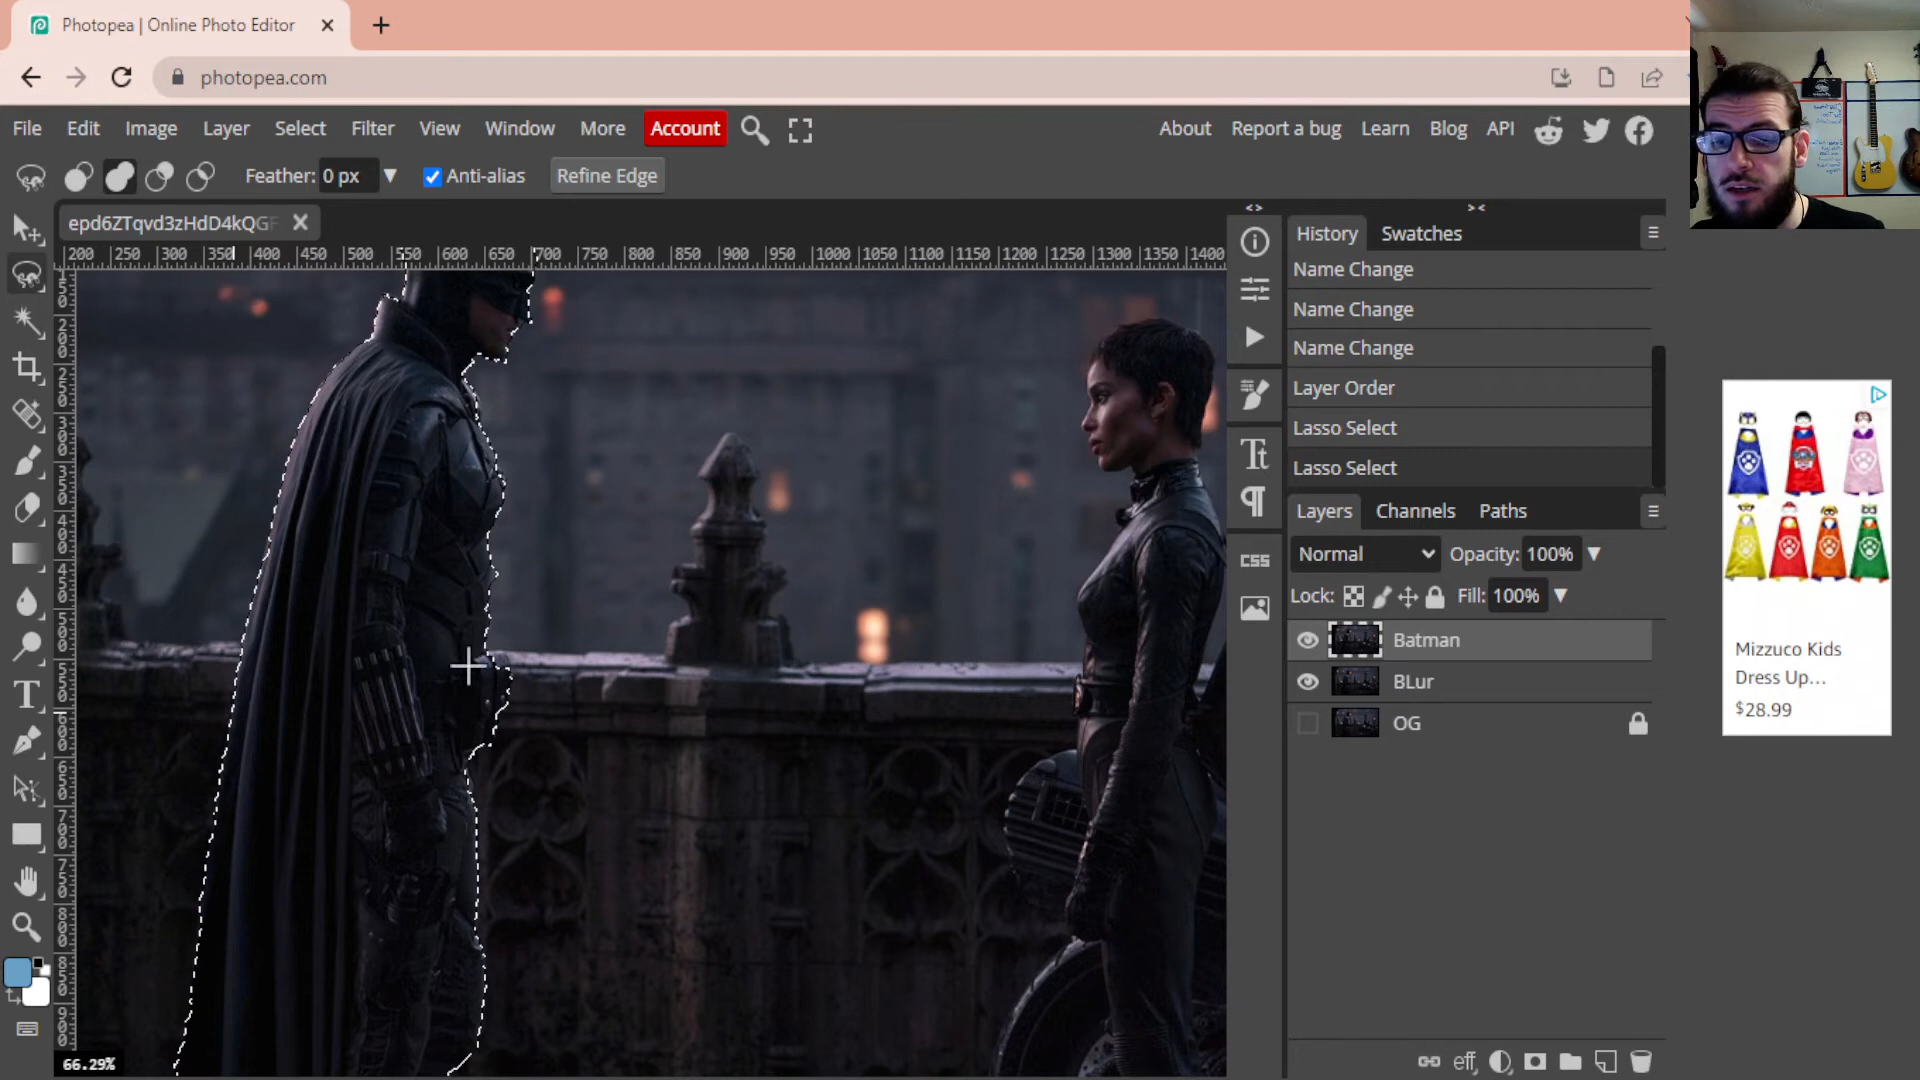 Photopea | Online Photo Editor
photopea.com
File Edit Image Layer Select Filter View Window More Account About Report a bug Learn Blog API
Feather: 0 px Anti-alias Refine Edge
epd6ZTqvd3zHdD4kQGF
200 250 300 350 400 450 500 550 600 650 700 750 800 850 900 950 1000 1050 1100 1150 1200 1250 1300 1350 1400
History Swatches
Name Change
Name Change
Name Change
Layer Order
Lasso Select
Lasso Select
Layers Channels Paths
Normal Opacity: 100%
Lock: Fill: 100%
Batman
BLur
OG
CSS
eff
66.29%
Mizzuco Kids
Dress Up...
$28.99